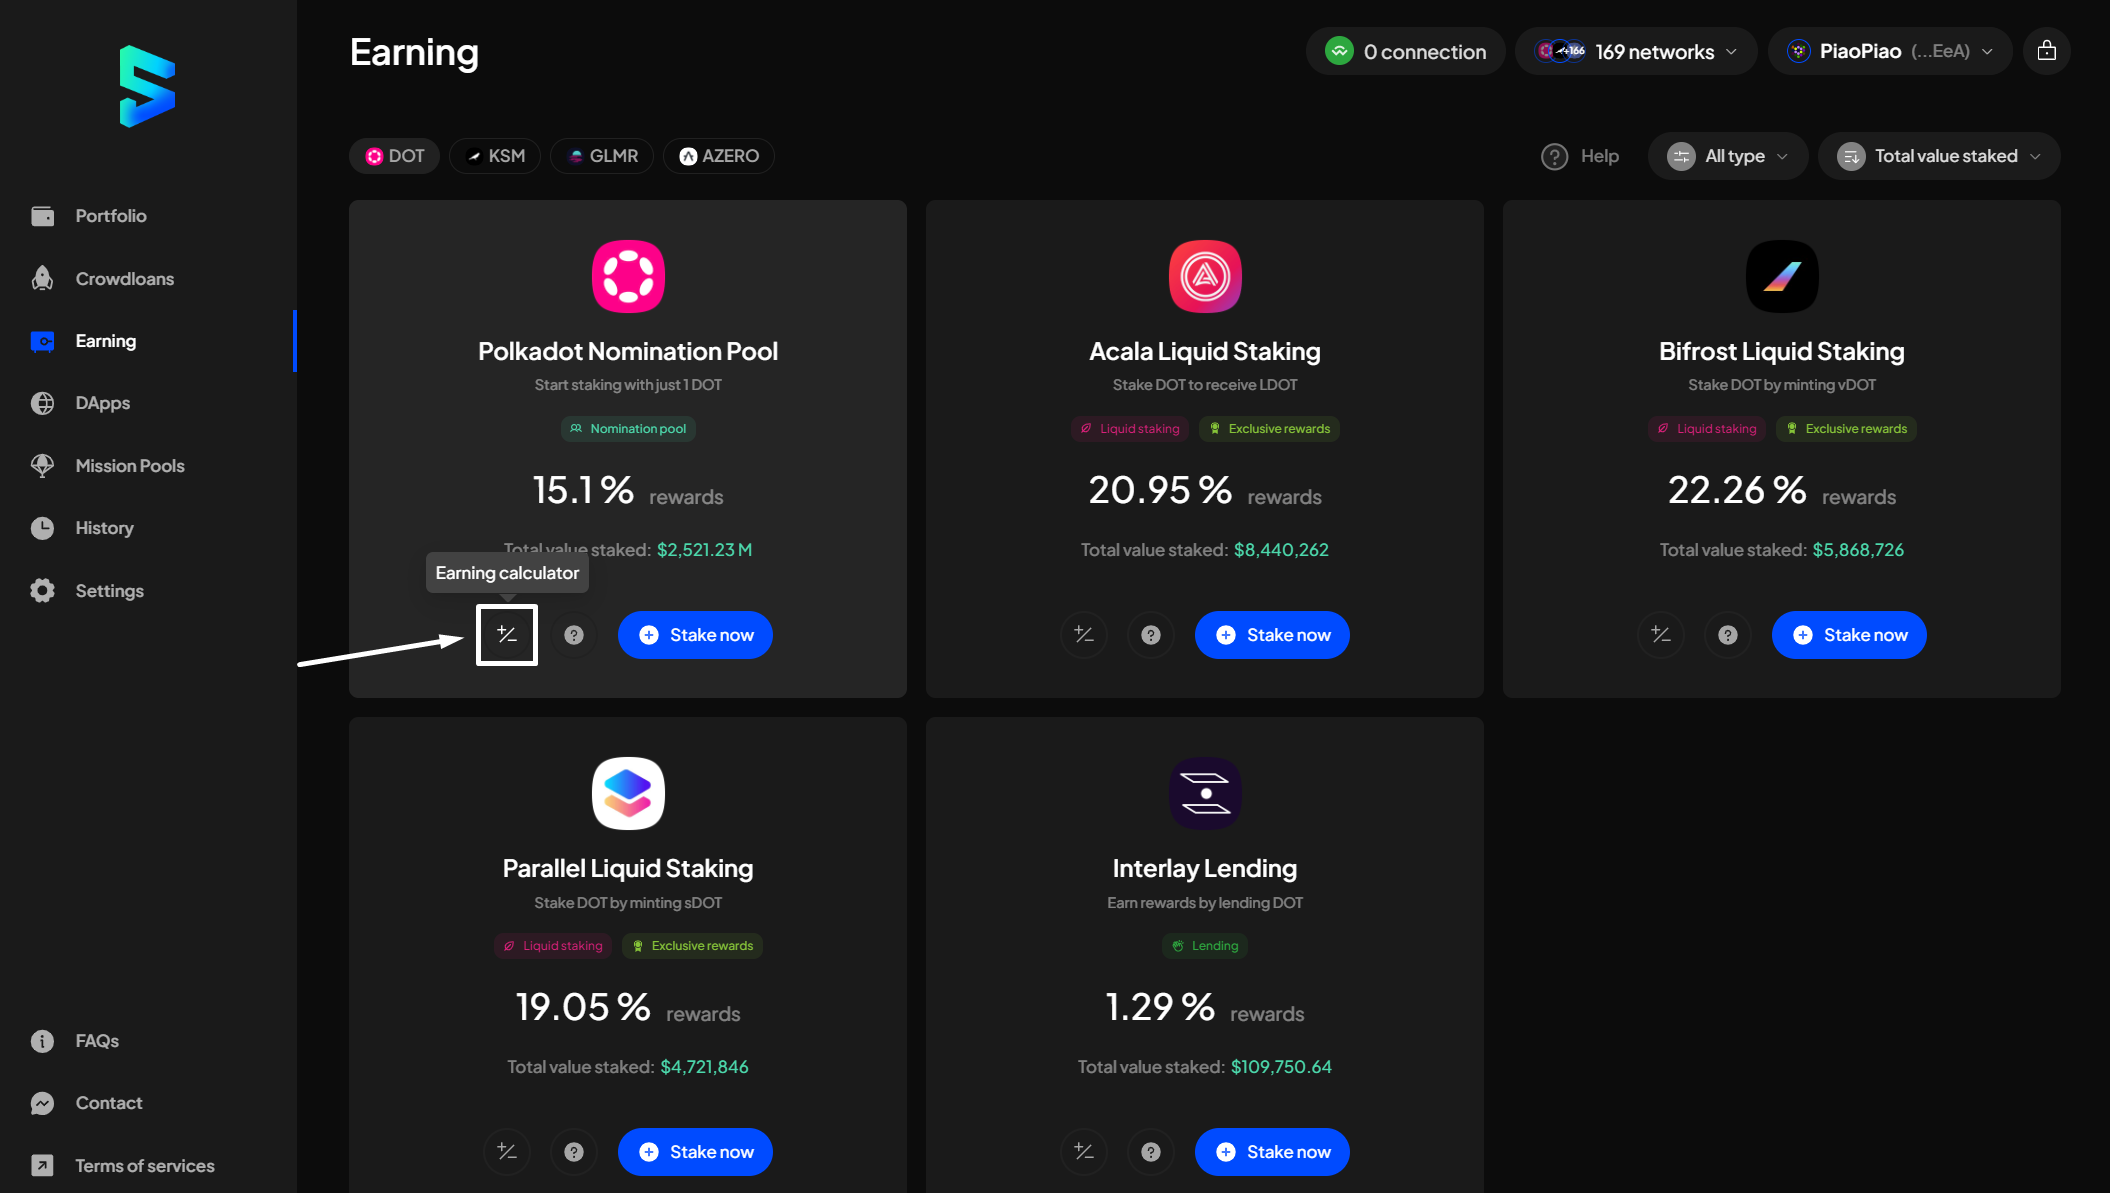 Earning
0 connection
+166
169 networks
PiaoPiao (...EeA)
Portfolio
Crowdloans
Earning
DApps
Mission Pools
History
Settings
FAQs
Contact
Terms of services
DOT
KSM
GLMR
AZERO
Help
All type
Total value staked
Polkadot Nomination Pool
Start staking with just 1 DOT
Nomination pool
15.1 % rewards
Total value staked: $2,521.23 M
Earning calculator
Stake now
Acala Liquid Staking
Stake DOT to receive LDOT
Liquid staking
Exclusive rewards
20.95 % rewards
Total value staked: $8,440,262
Stake now
Bifrost Liquid Staking
Stake DOT by minting vDOT
Liquid staking
Exclusive rewards
22.26 % rewards
Total value staked: $5,868,726
Stake now
Parallel Liquid Staking
Stake DOT by minting sDOT
Liquid staking
Exclusive rewards
19.05 % rewards
Total value staked: $4,721,846
Stake now
Interlay Lending
Earn rewards by lending DOT
Lending
1.29 % rewards
Total value staked: $109,750.64
Stake now